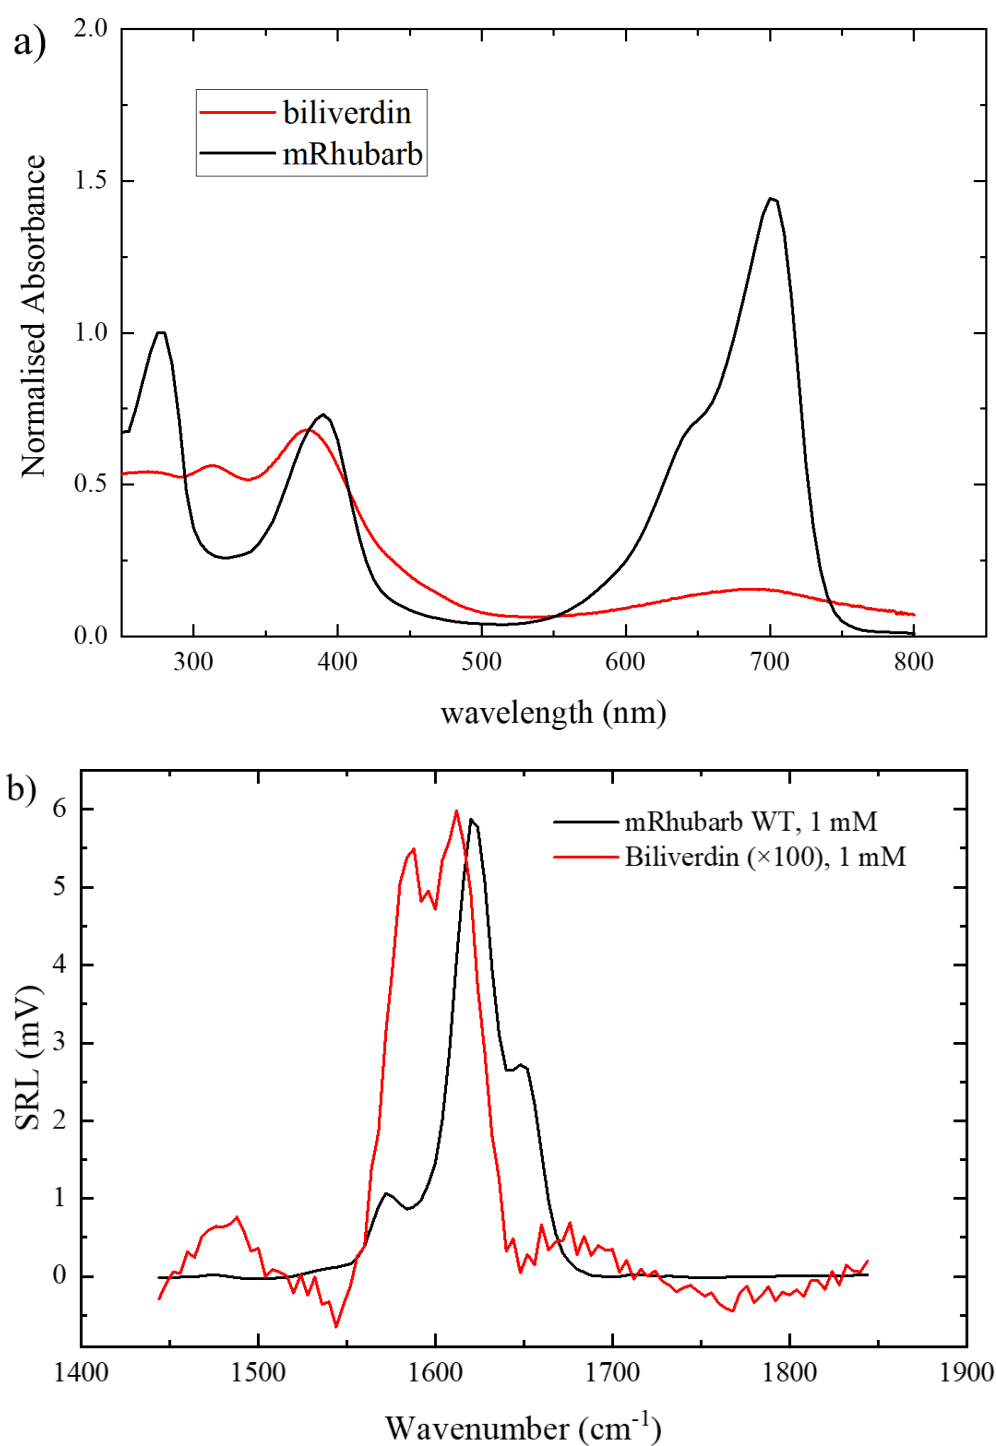 a)
2.0
1.5
1.0
0.5
0.0
Normalised Absorbance
biliverdin
mRhubarb
300 400 500 600 700 800
wavelength (nm)
b)
6
5
4
3
2
1
0
SRL (mV)
mRhubarb WT, 1 mM
Biliverdin (×100), 1 mM
1400 1500 1600 1700 1800 1900
Wavenumber (cm⁻¹)